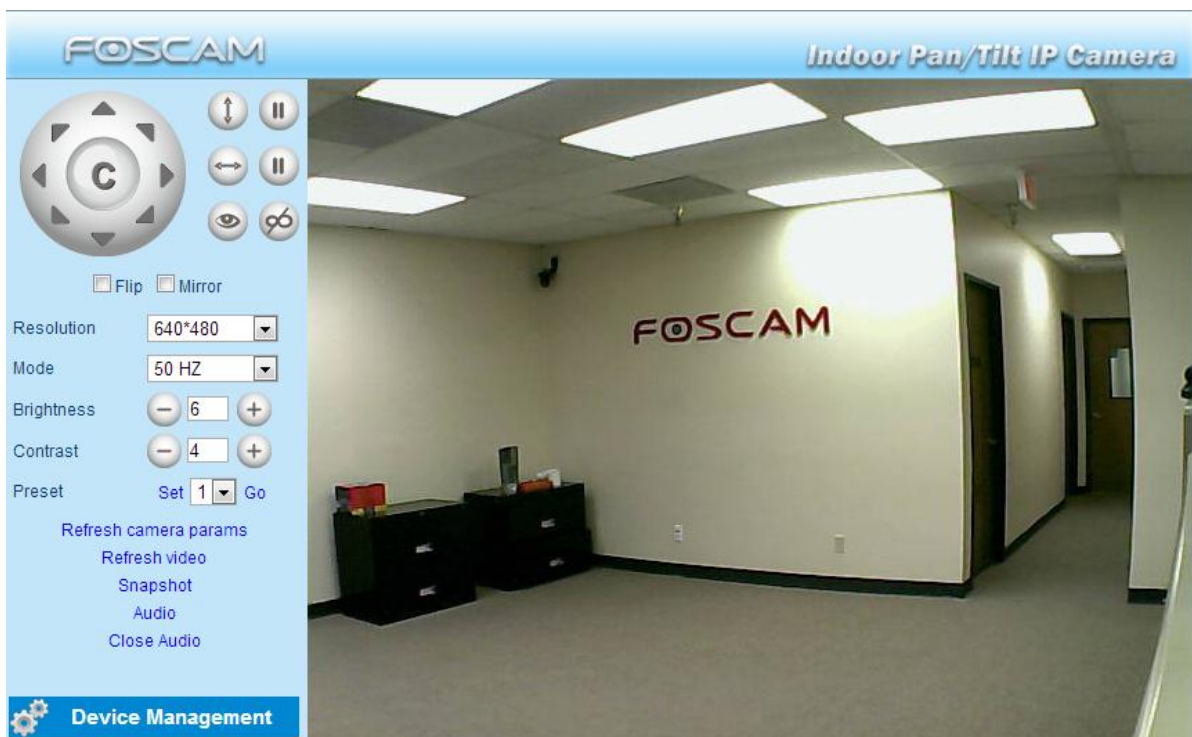 FOSCAM
Indoor Pan/Tilt IP Camera
C
Flip Mirror
Resolution 640*480
Mode 50 HZ
Brightness 6
Contrast 4
Preset Set 1 Go
Refresh camera params
Refresh video
Snapshot
Audio
Close Audio
Device Management
FOSCAM